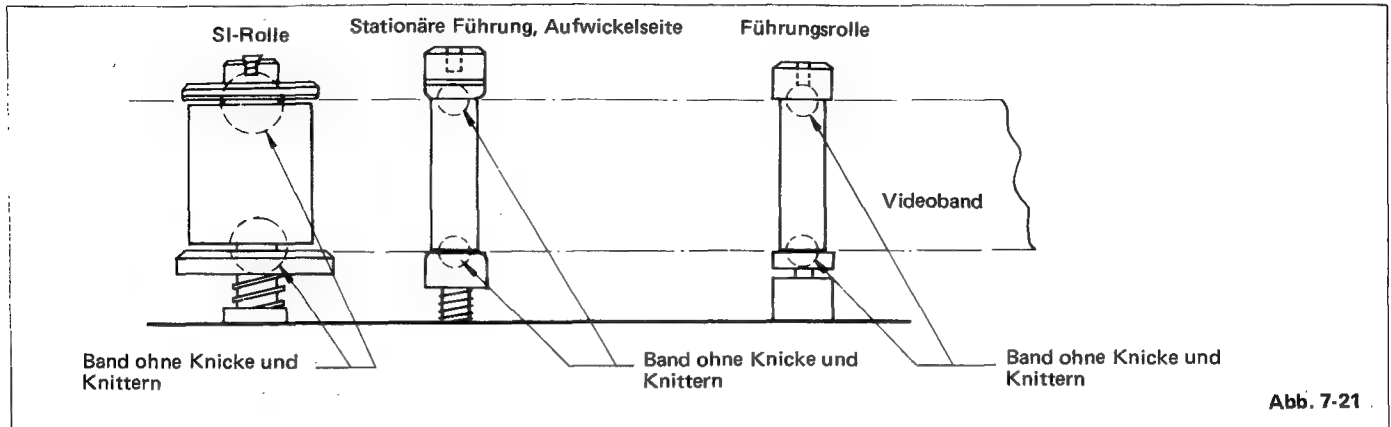 SI-Rolle
Stationäre Führung, Aufwickelseite
Führungsrolle
Videoband
Band ohne Knicke und
Knittern
Band ohne Knicke und
Knittern
Band ohne Knicke und
Knittern
Abb. 7-21